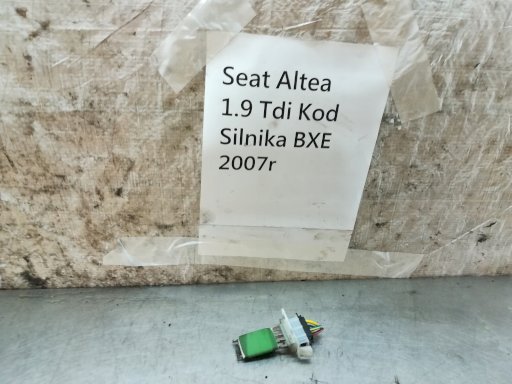 Seat Altea
1.9 Tdi Kod
Silnika BXE
2007r